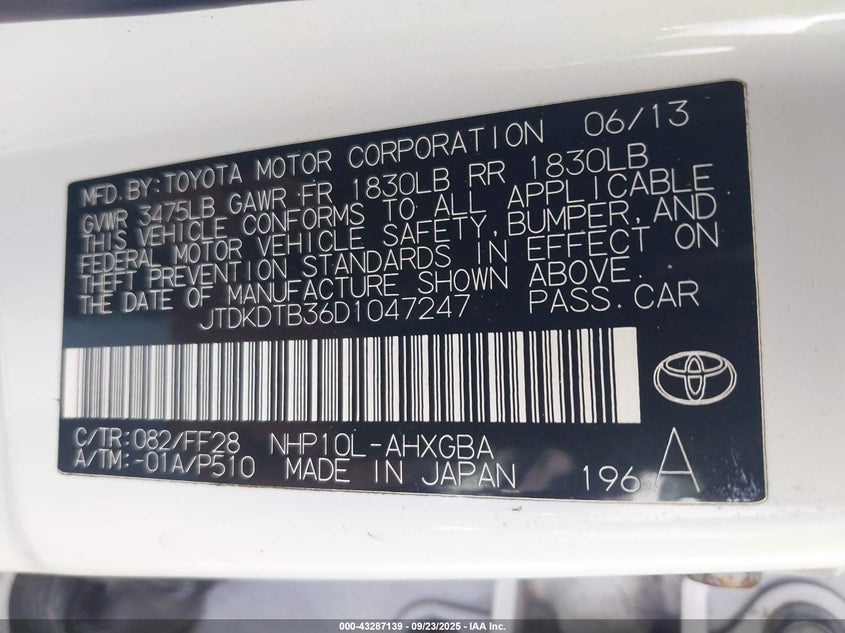 MFD.BY:TOYOTA MOTOR CORPORATION 06/13
GVWR 3475LB GAWR FR 1830LB RR 1830LB
THIS VEHICLE CONFORMS TO ALL APPLICABLE
FEDERAL MOTOR VEHICLE SAFETY, BUMPER, AND
THEFT PREVENTION STANDARDS IN EFFECT ON
THE DATE OF MANUFACTURE SHOWN ABOVE.
JTDKDTB36D1047247 PASS.CAR
C/TR:082/FF28 NHP10L-AHXGBA
A/TM:-01A/P510 MADE IN JAPAN 196 A
000-43287139 - 09/23/2025 - IAA Inc.